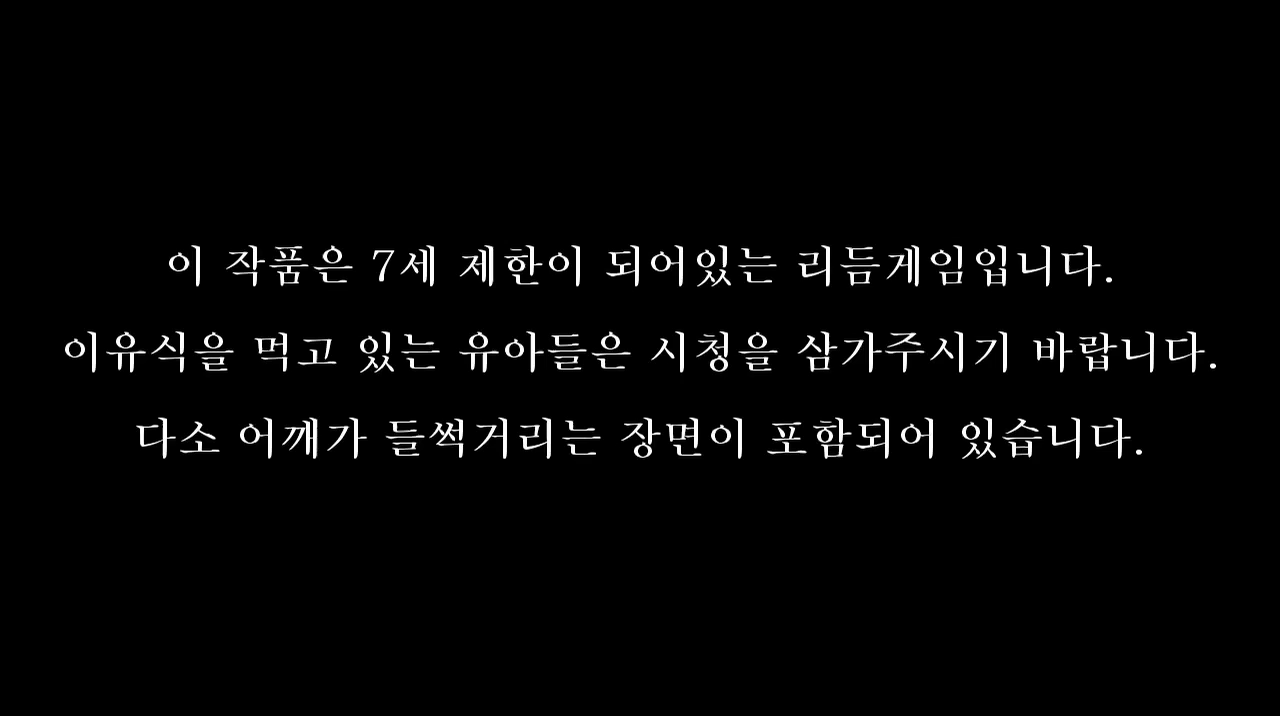 이 작품은 7세 제한이 되어있는 리듬게임입니다.
이유식을 먹고 있는 유아들은 시청을 삼가주시기 바랍니다.
다소 어깨가 들썩거리는 장면이 포함되어 있습니다.